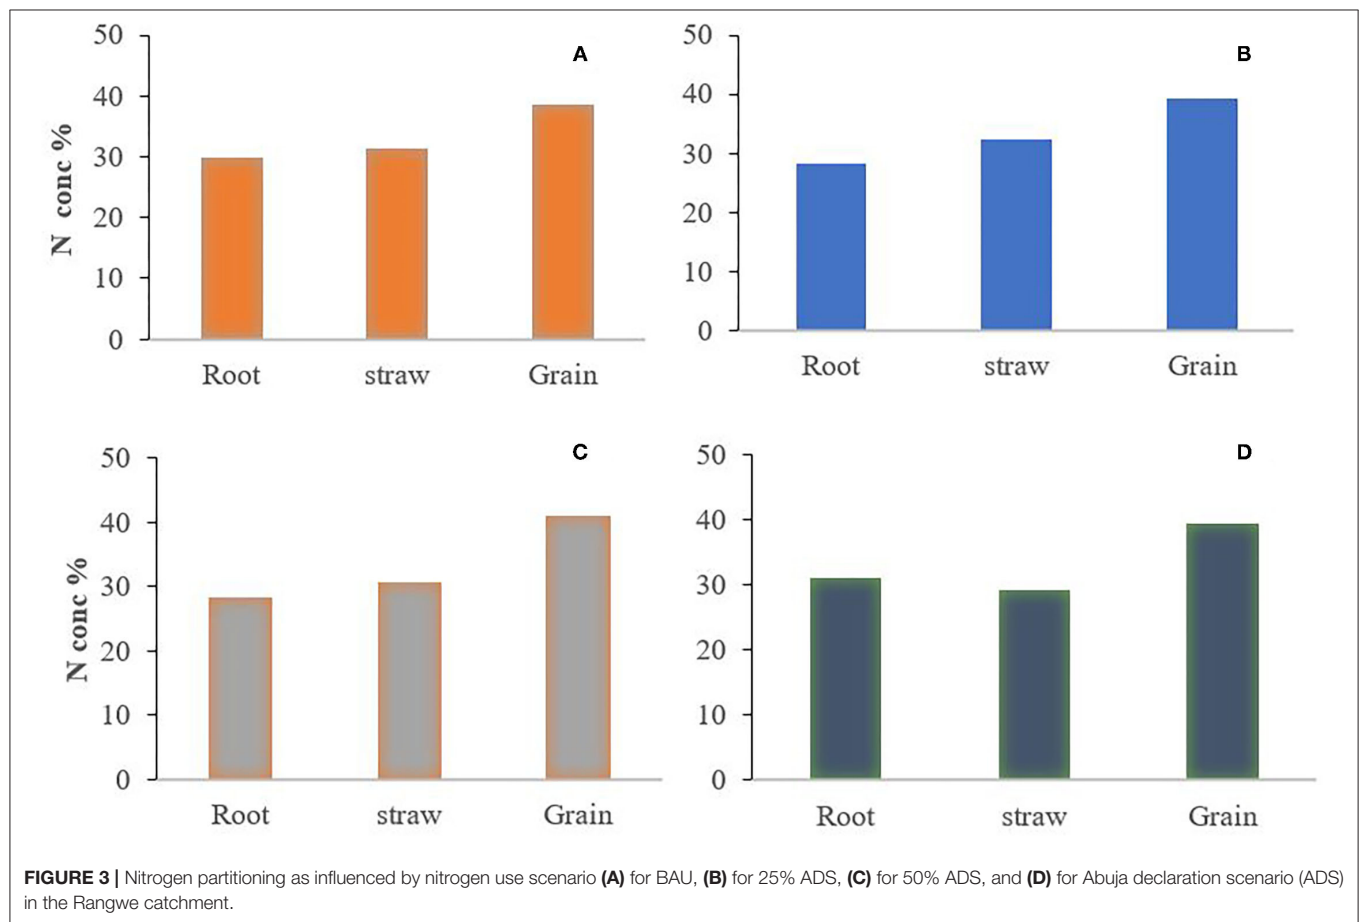 A
50
40
30
20
10
0
N conc %
Root straw Grain
B
50
40
30
20
10
0
Root straw Grain
C
50
40
30
20
10
0
N conc %
Root straw Grain
D
50
40
30
20
10
0
Root straw Grain
FIGURE 3 | Nitrogen partitioning as influenced by nitrogen use scenario (A) for BAU, (B) for 25% ADS, (C) for 50% ADS, and (D) for Abuja declaration scenario (ADS)
in the Rangwe catchment.